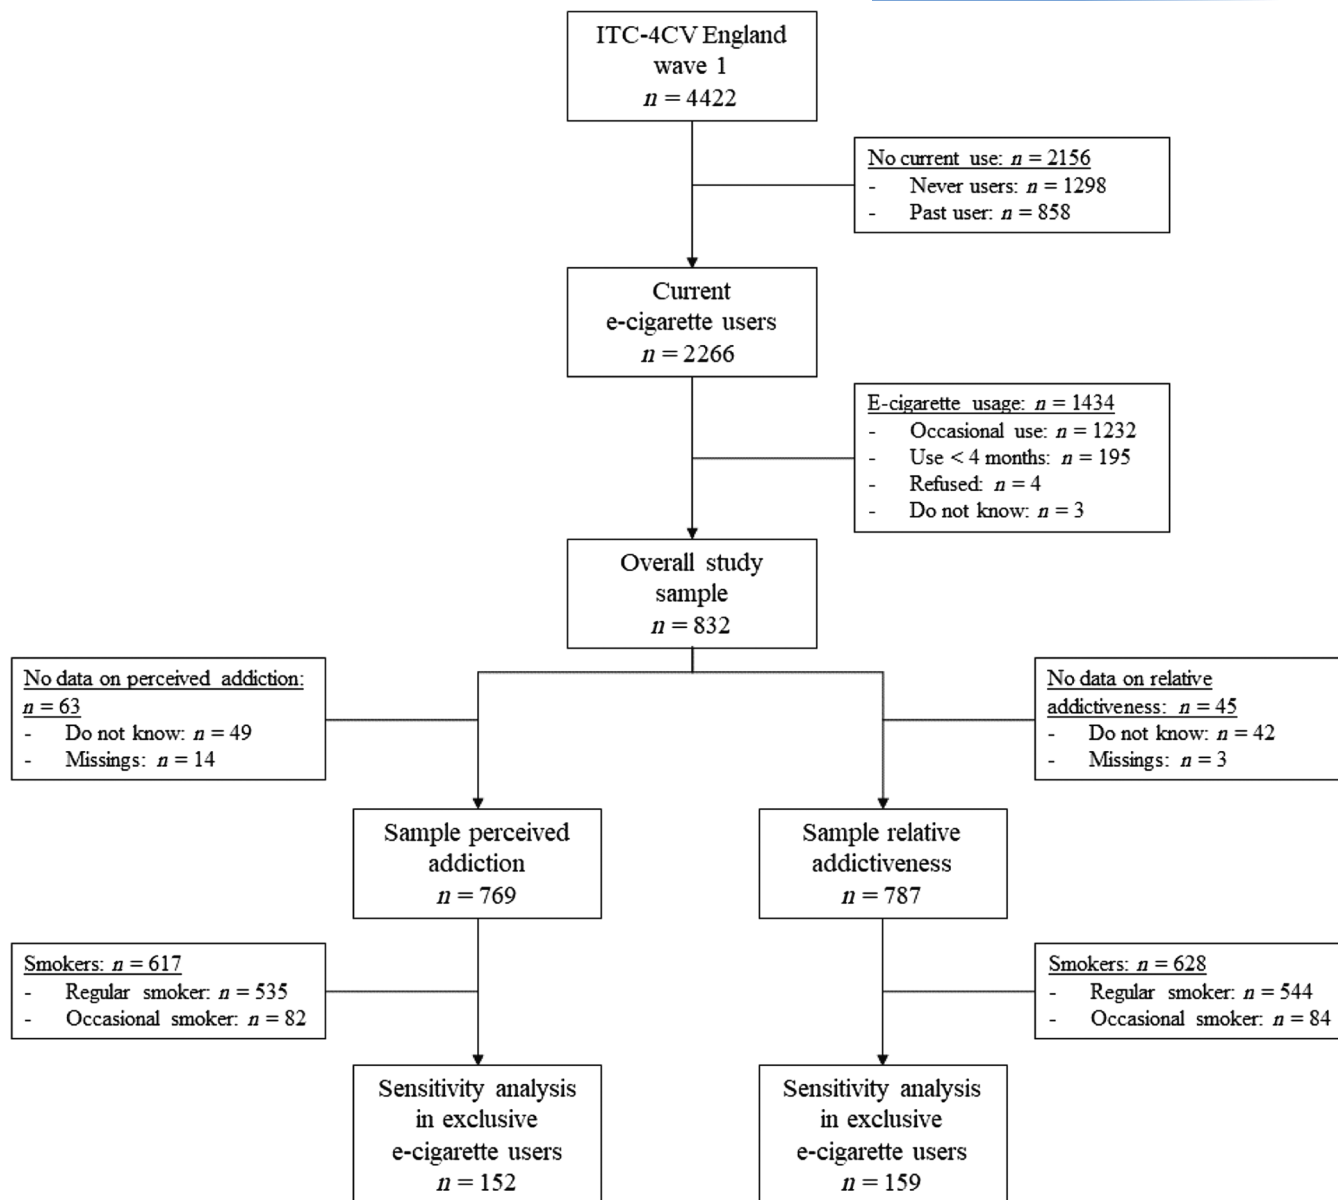 ITC-4CV England
wave 1
n = 4422
No current use: n = 2156
- Never users: n = 1298
- Past user: n = 858
Current
e-cigarette users
n = 2266
E-cigarette usage: n = 1434
- Occasional use: n = 1232
- Use < 4 months: n = 195
- Refused: n = 4
- Do not know: n = 3
Overall study
sample
n = 832
No data on perceived addiction:
n = 63
- Do not know: n = 49
- Missings: n = 14
No data on relative
addictiveness: n = 45
- Do not know: n = 42
- Missings: n = 3
Sample perceived
addiction
n = 769
Sample relative
addictiveness
n = 787
Smokers: n = 617
- Regular smoker: n = 535
- Occasional smoker: n = 82
Smokers: n = 628
- Regular smoker: n = 544
- Occasional smoker: n = 84
Sensitivity analysis
in exclusive
e-cigarette users
n = 152
Sensitivity analysis
in exclusive
e-cigarette users
n = 159